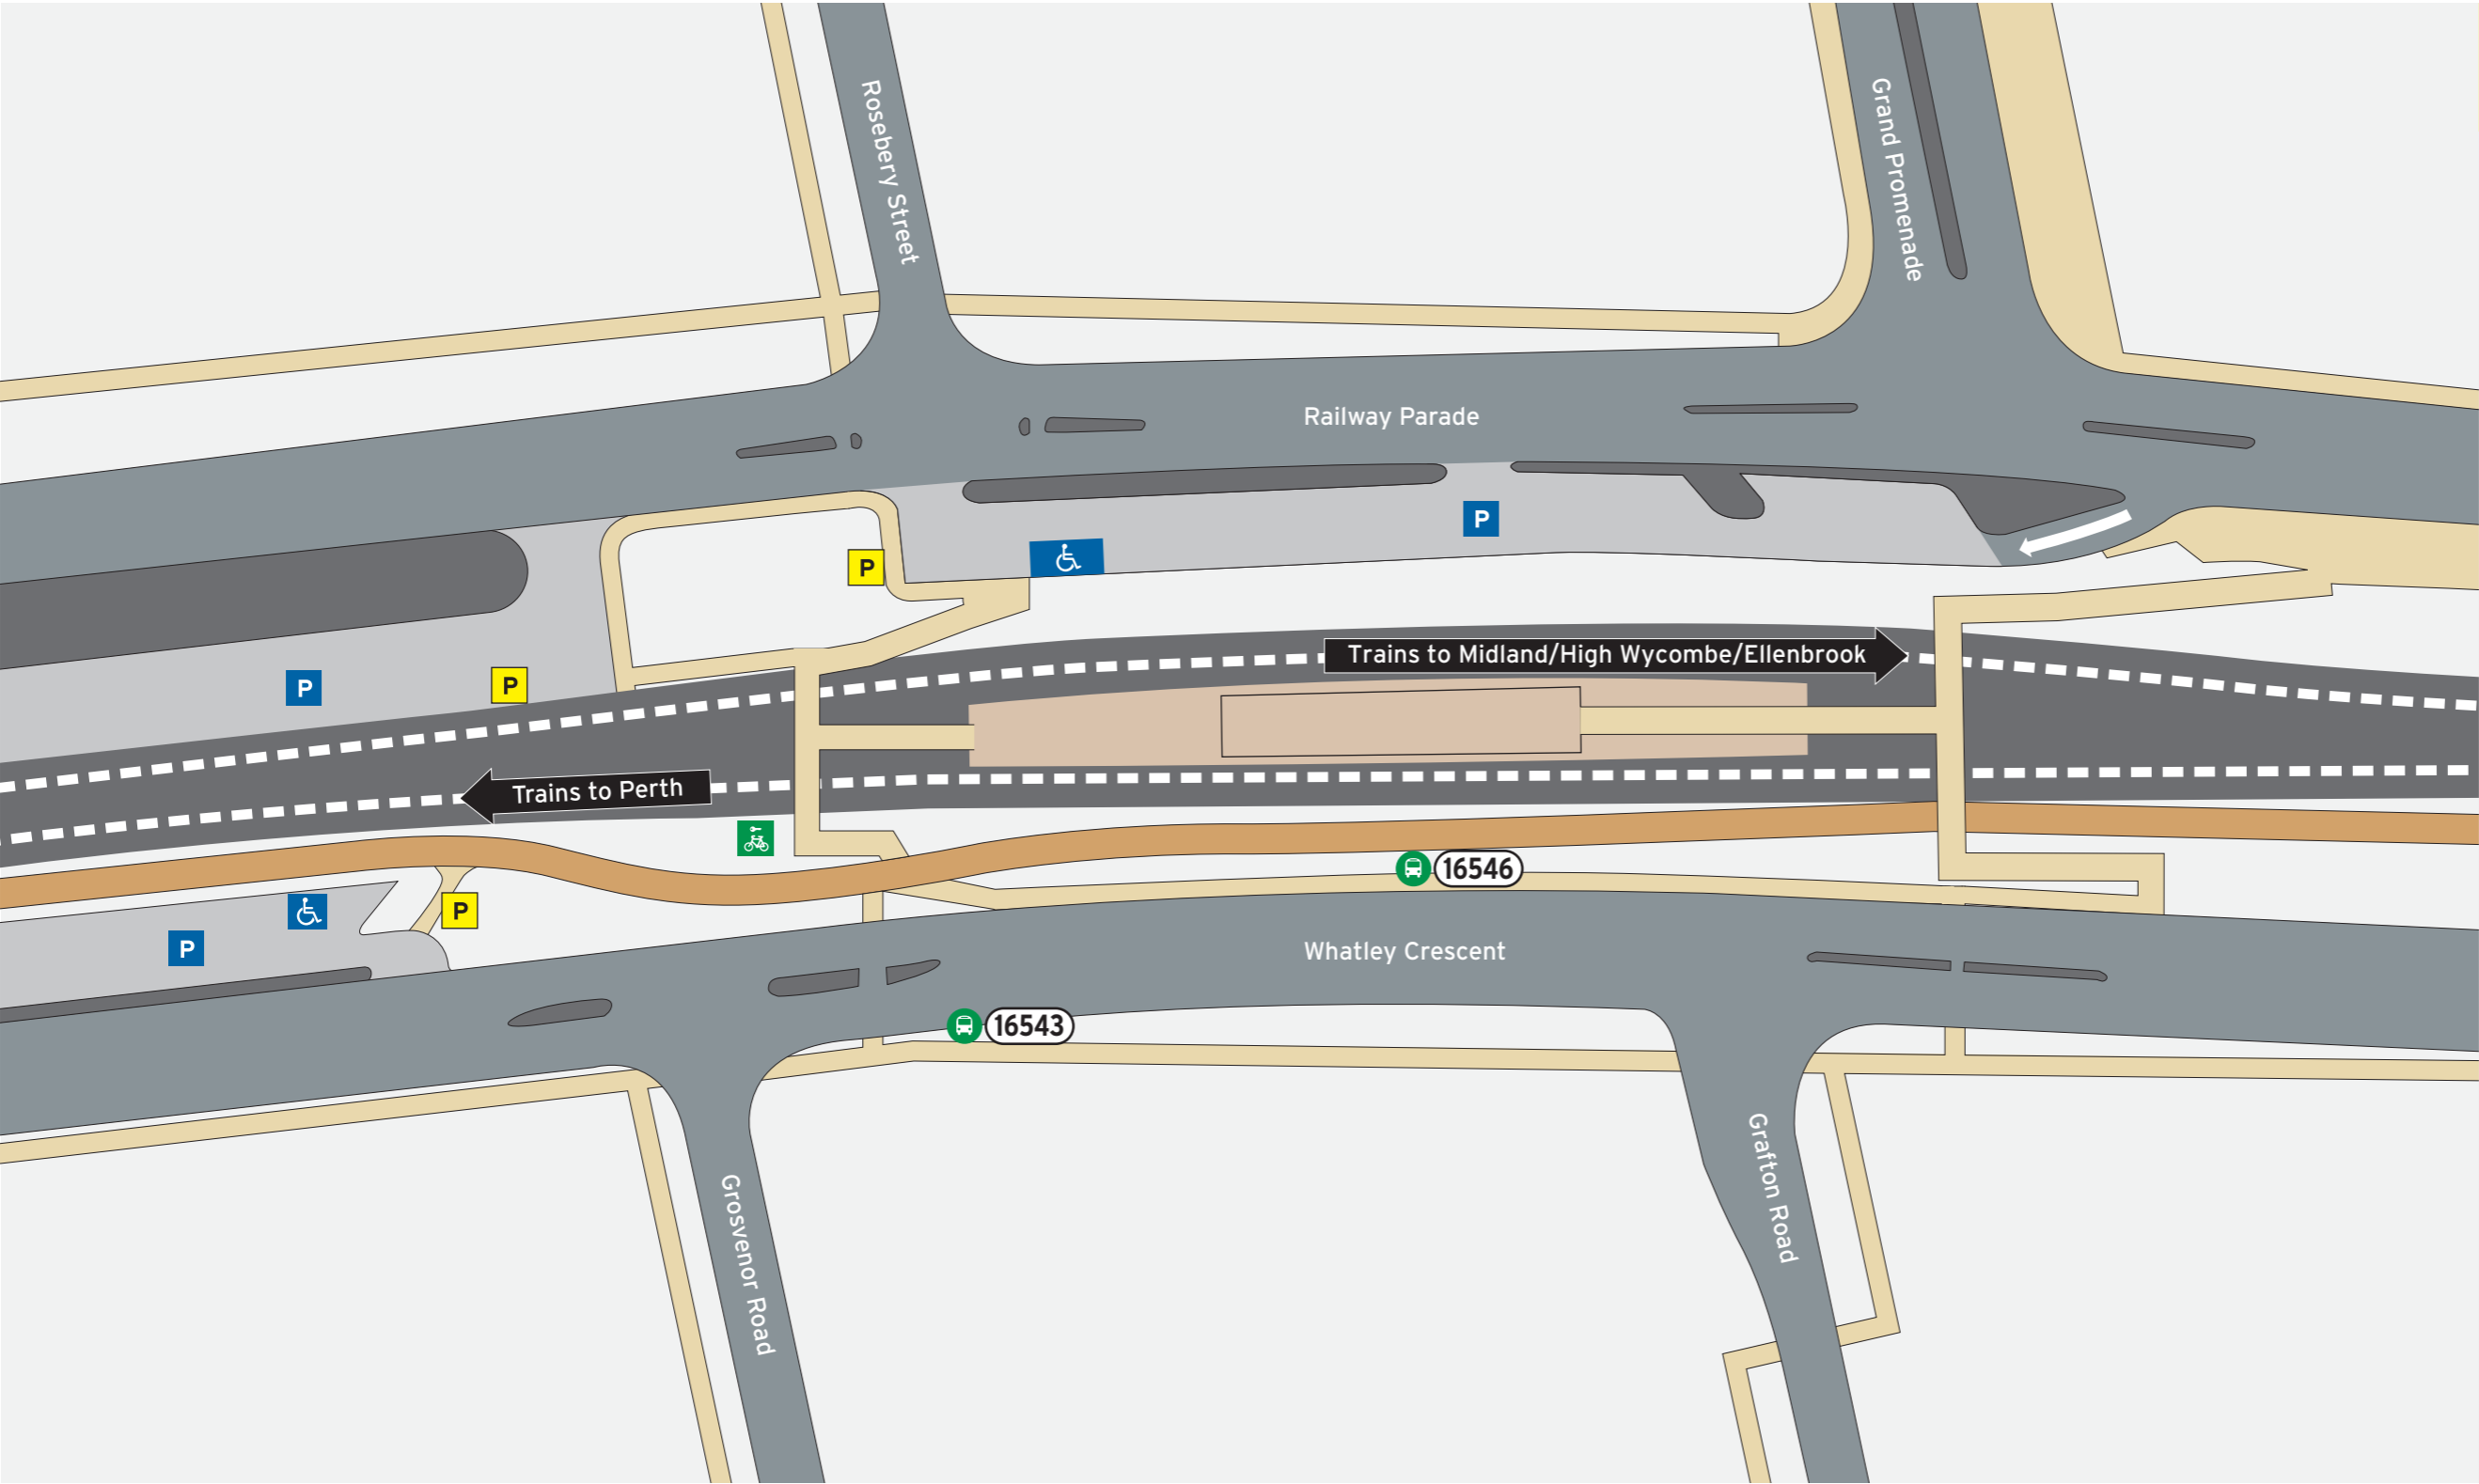 Rosebery Street
Grand Promenade
Railway Parade
P
P
Trains to Midland/High Wycombe/Ellenbrook
P
P
Trains to Perth
16546
P
P
Whatley Crescent
16543
Grosvenor Road
Grafton Road